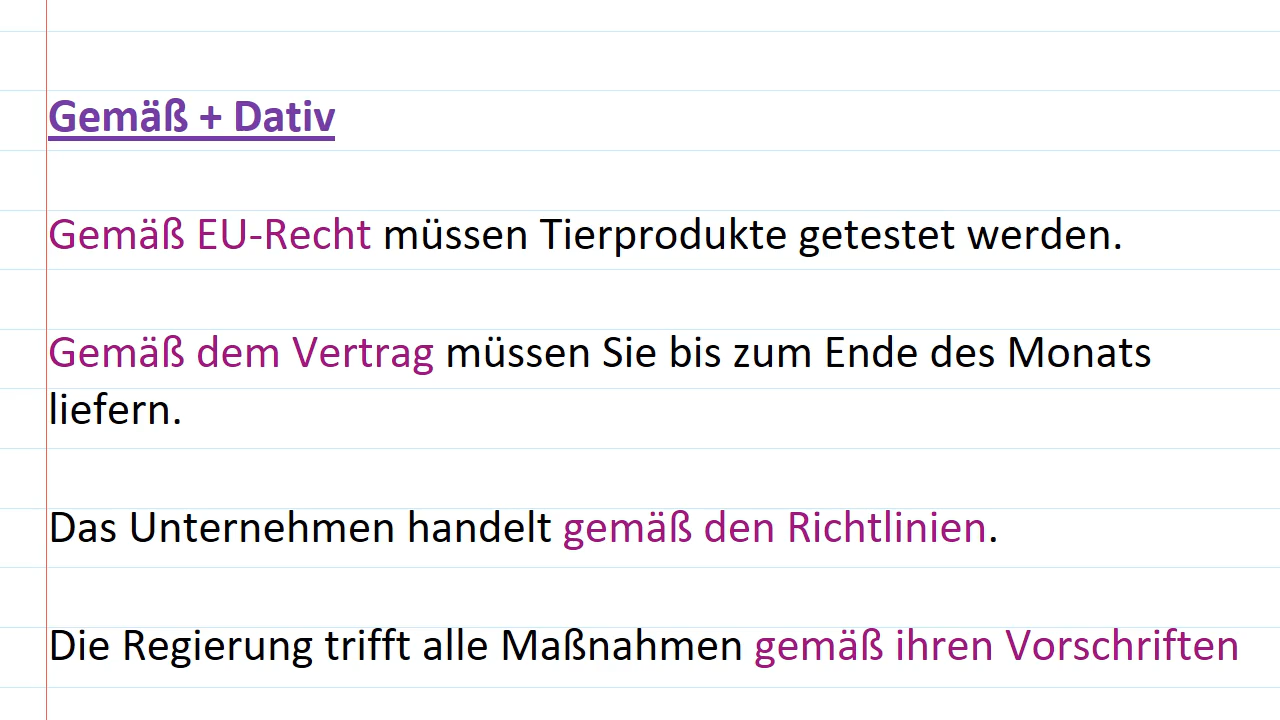 Gemäß + Dativ
Gemäß EU-Recht müssen Tierprodukte getestet werden.
Gemäß dem Vertrag müssen Sie bis zum Ende des Monats
liefern.
Das Unternehmen handelt gemäß den Richtlinien.
Die Regierung trifft alle Maßnahmen gemäß ihren Vorschriften